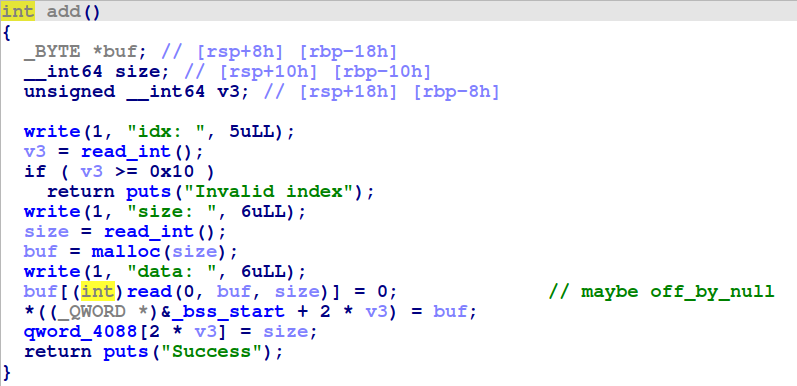 int add()
{
  _BYTE *buf; // [rsp+8h] [rbp-18h]
  __int64 size; // [rsp+10h] [rbp-10h]
  unsigned __int64 v3; // [rsp+18h] [rbp-8h]

  write(1, "idx: ", 5uLL);
  v3 = read_int();
  if ( v3 >= 0x10 )
    return puts("Invalid index");
  write(1, "size: ", 6uLL);
  size = read_int();
  buf = malloc(size);
  write(1, "data: ", 6uLL);
  buf[(int)read(0, buf, size)] = 0;             // maybe off_by_null
  *((_QWORD *)&_bss_start + 2 * v3) = buf;
  qword_4088[2 * v3] = size;
  return puts("Success");
}